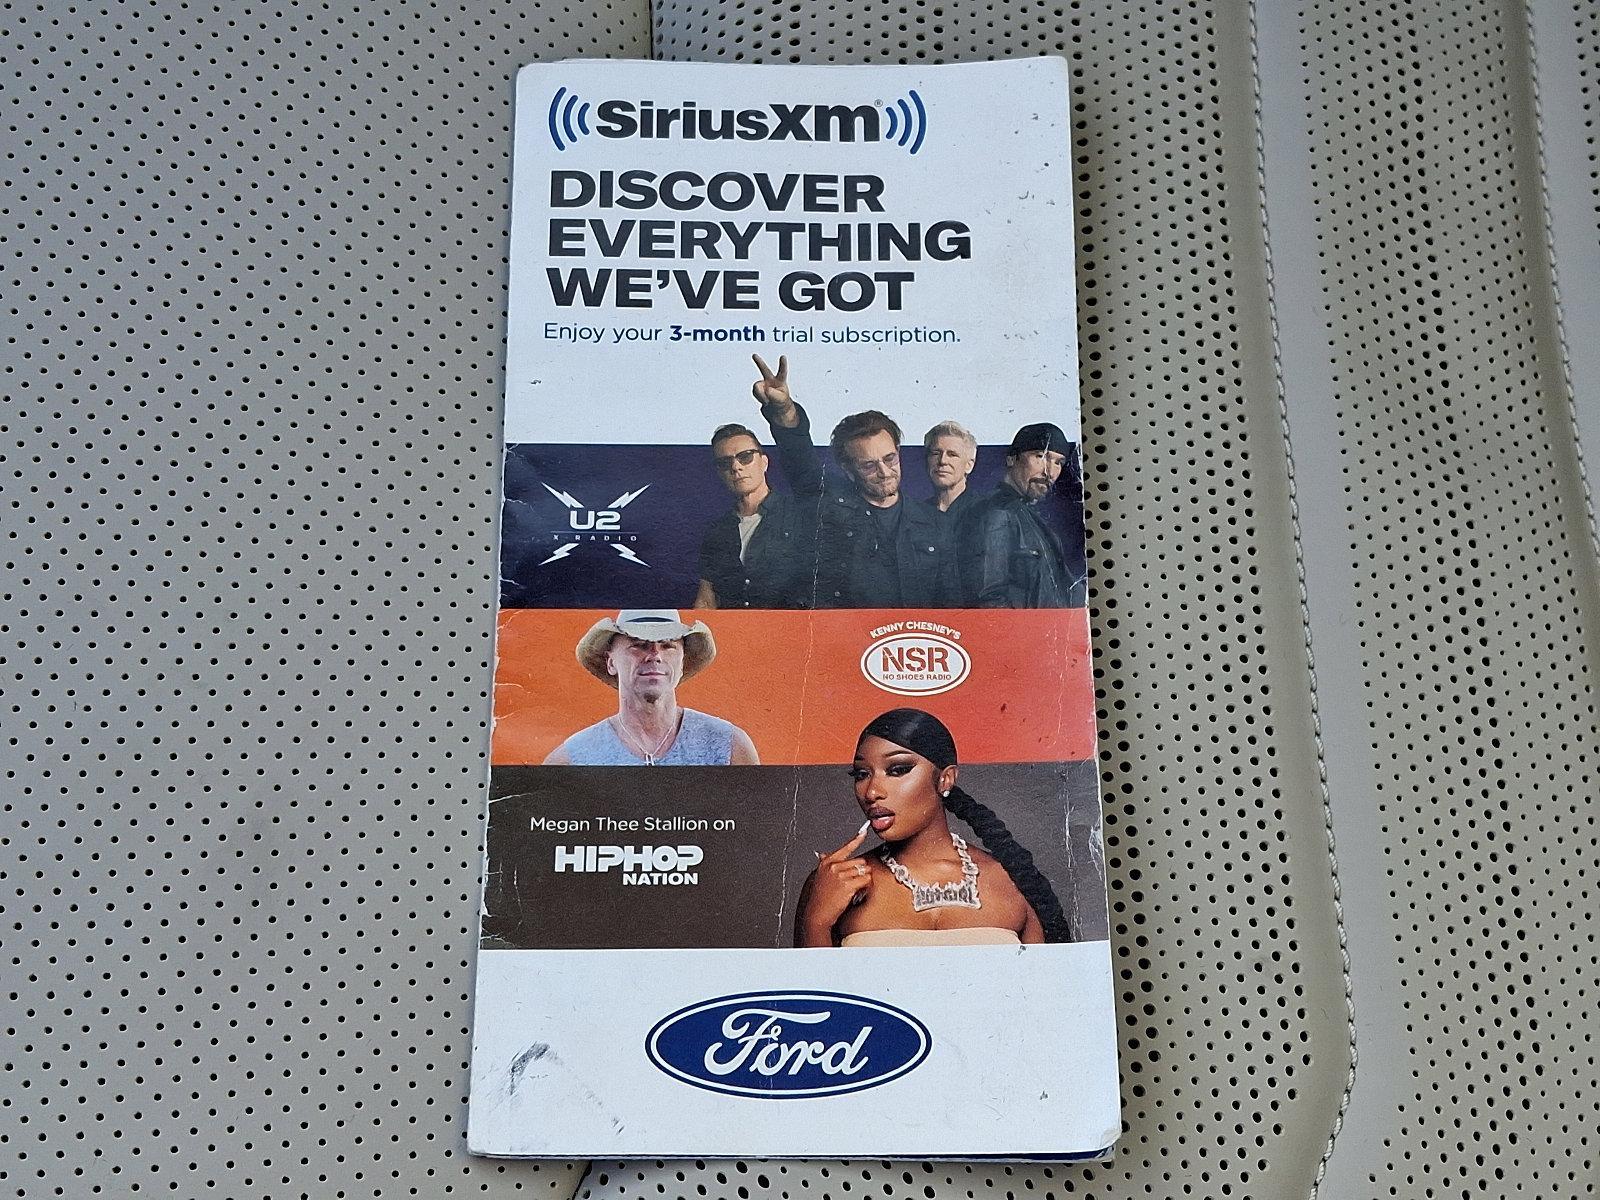 SiriusXm®
DISCOVER
EVERYTHING
WE'VE GOT
Enjoy your 3-month trial subscription.
U2
X RADIO
KENNY CHESNEY'S
NSR
NO SHOES RADIO
Megan Thee Stallion on
HIPHOP
NATION
Ford